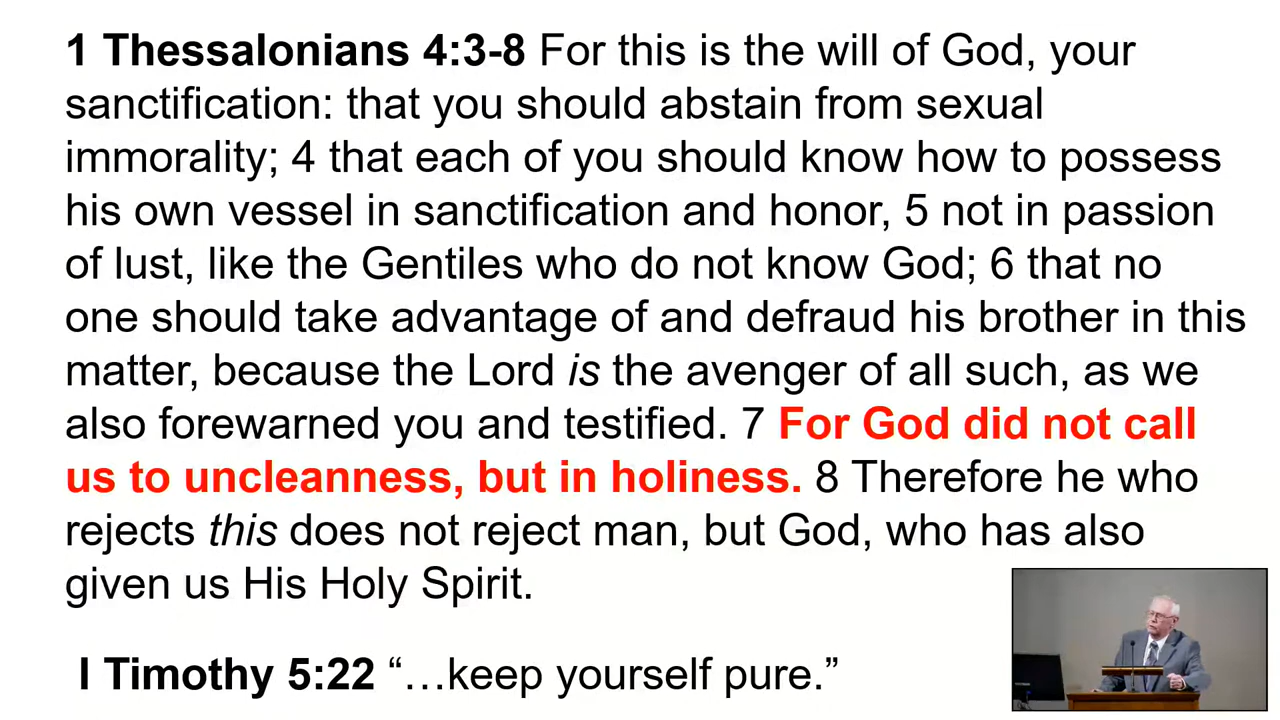 1 Thessalonians 4:3-8 For this is the will of God, your
sanctification: that you should abstain from sexual
immorality; 4 that each of you should know how to possess
his own vessel in sanctification and honor, 5 not in passion
of lust, like the Gentiles who do not know God; 6 that no
one should take advantage of and defraud his brother in this
matter, because the Lord is the avenger of all such, as we
also forewarned you and testified. 7 For God did not call
us to uncleanness, but in holiness. 8 Therefore he who
rejects this does not reject man, but God, who has also
given us His Holy Spirit.
I Timothy 5:22 “…keep yourself pure.”